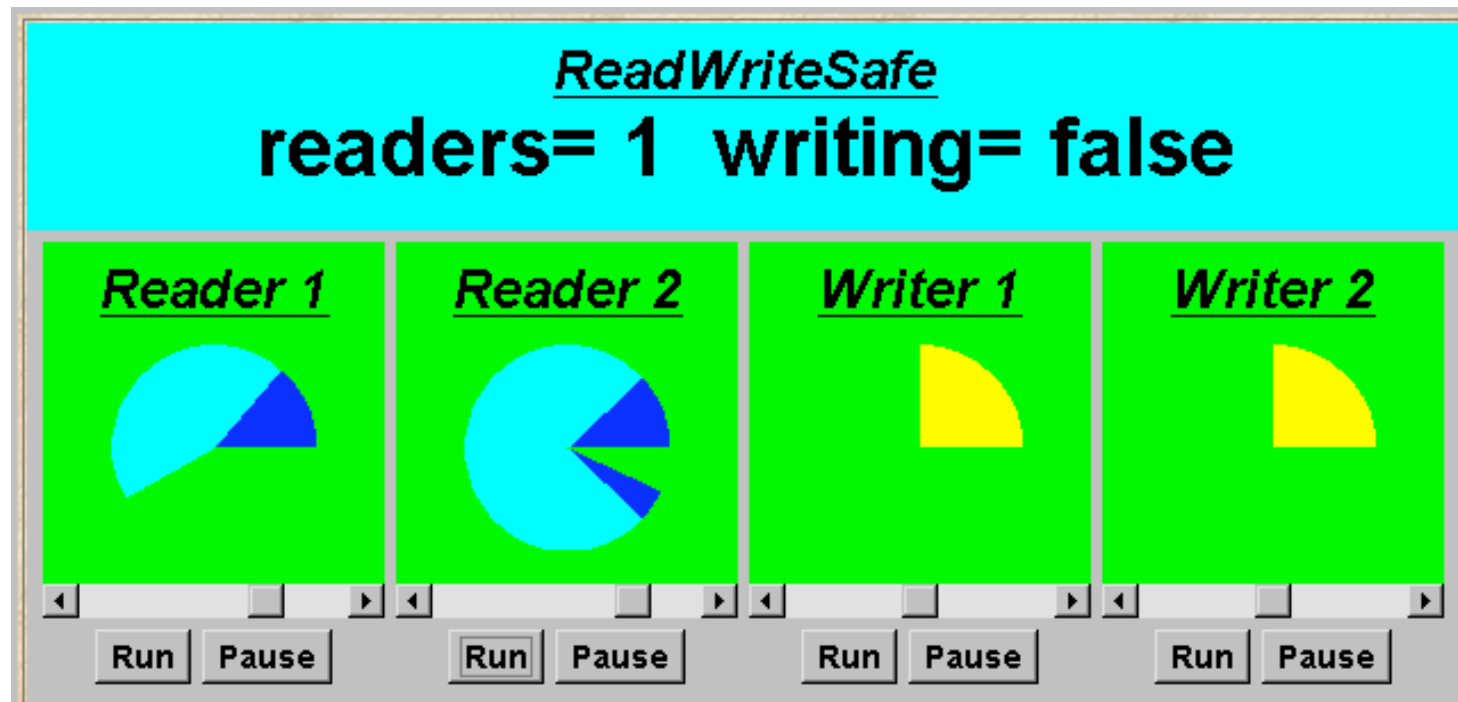 ReadWriteSafe
readers= 1 writing= false
Reader 1 Reader 2 Writer 1 Writer 2
Run Pause Run Pause Run Pause Run Pause